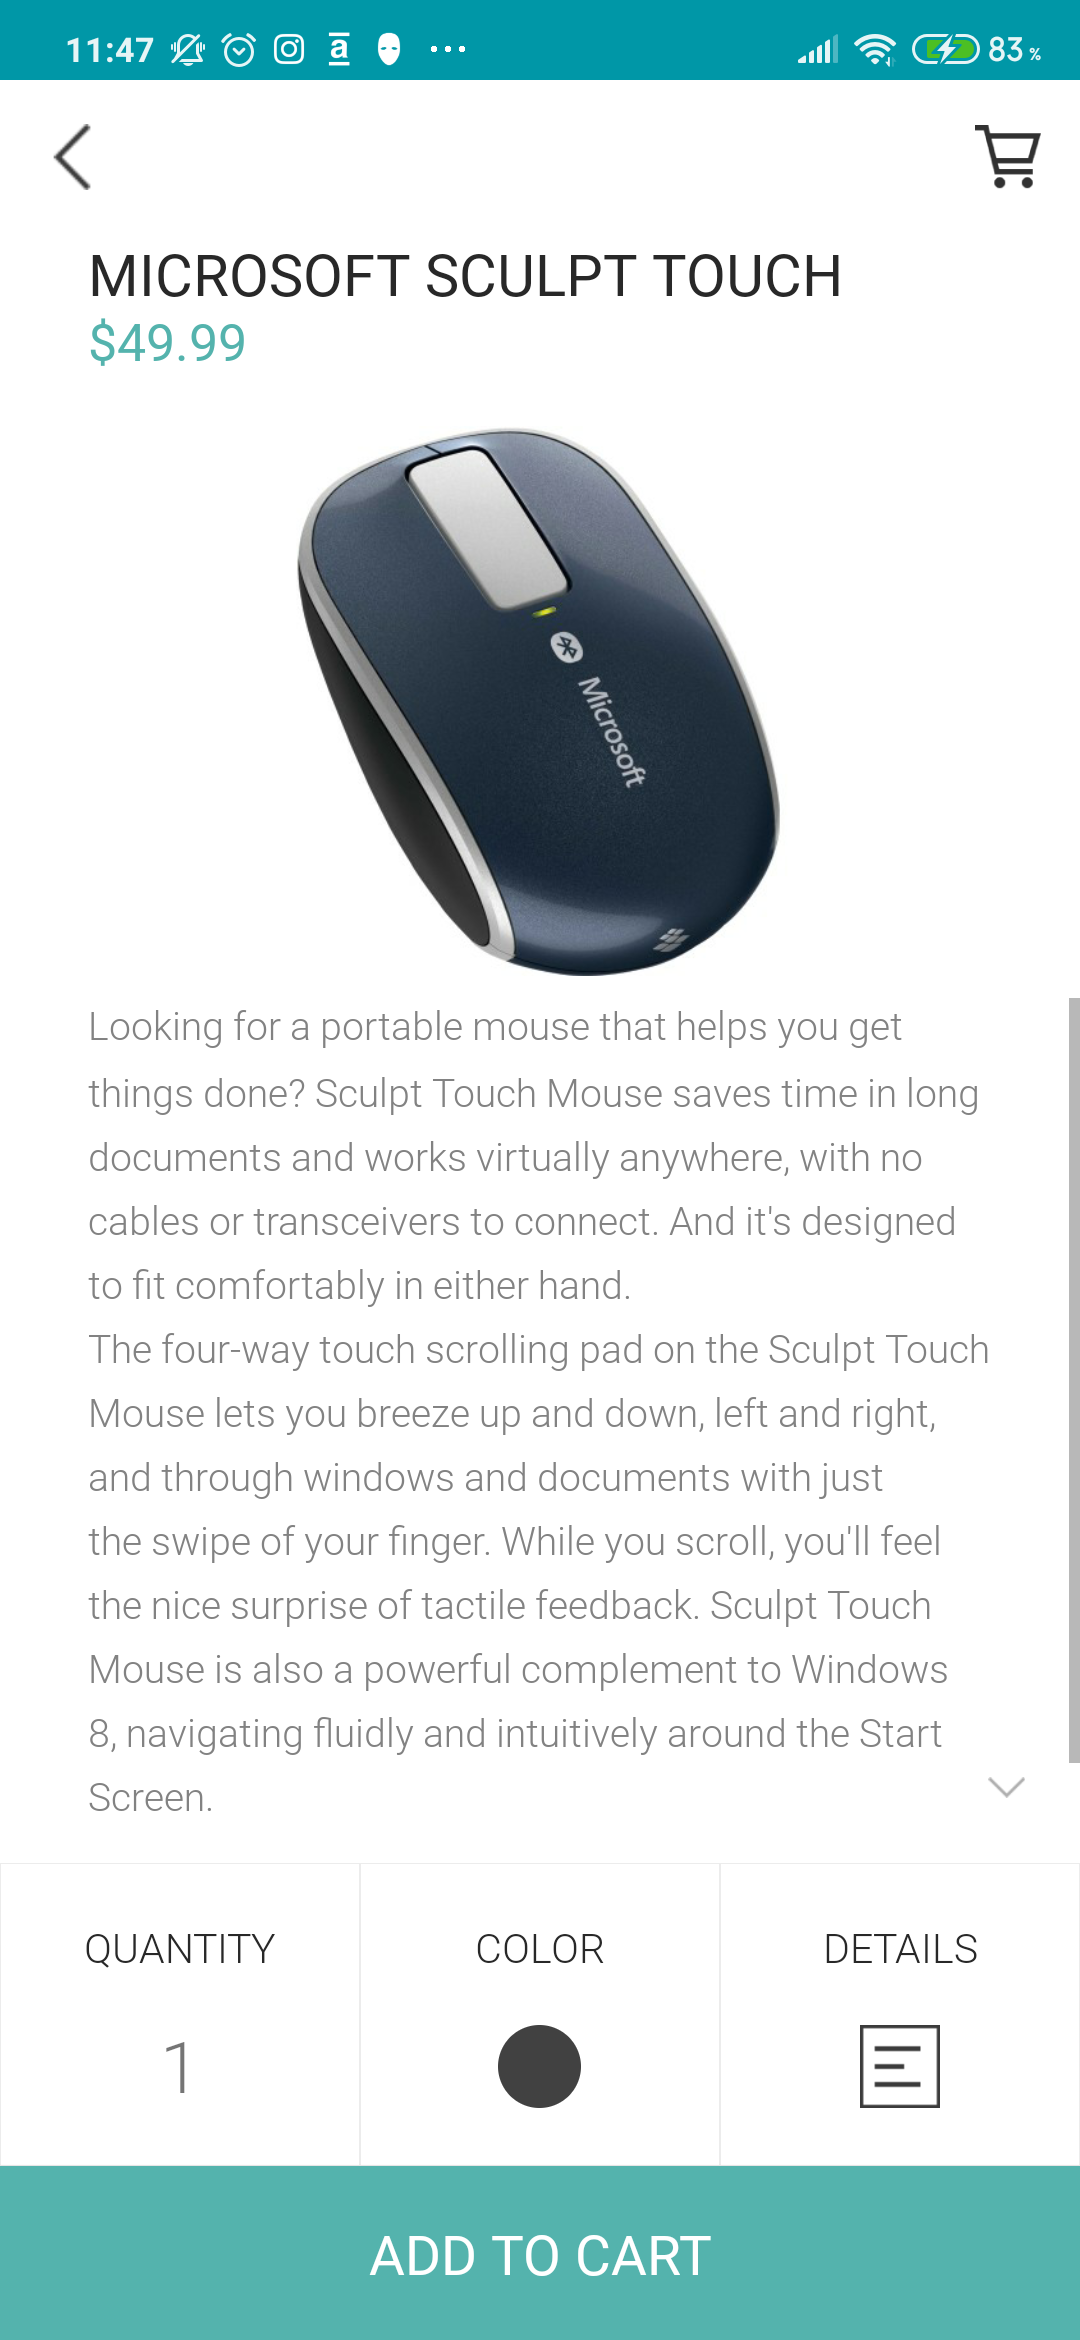 11:47 a ... 83%
MICROSOFT SCULPT TOUCH
$49.99
Microsoft
Looking for a portable mouse that helps you get
things done? Sculpt Touch Mouse saves time in long
documents and works virtually anywhere, with no
cables or transceivers to connect. And it's designed
to fit comfortably in either hand.
The four-way touch scrolling pad on the Sculpt Touch
Mouse lets you breeze up and down, left and right,
and through windows and documents with just
the swipe of your finger. While you scroll, you'll feel
the nice surprise of tactile feedback. Sculpt Touch
Mouse is also a powerful complement to Windows
8, navigating fluidly and intuitively around the Start
Screen.
QUANTITY COLOR DETAILS
1
ADD TO CART